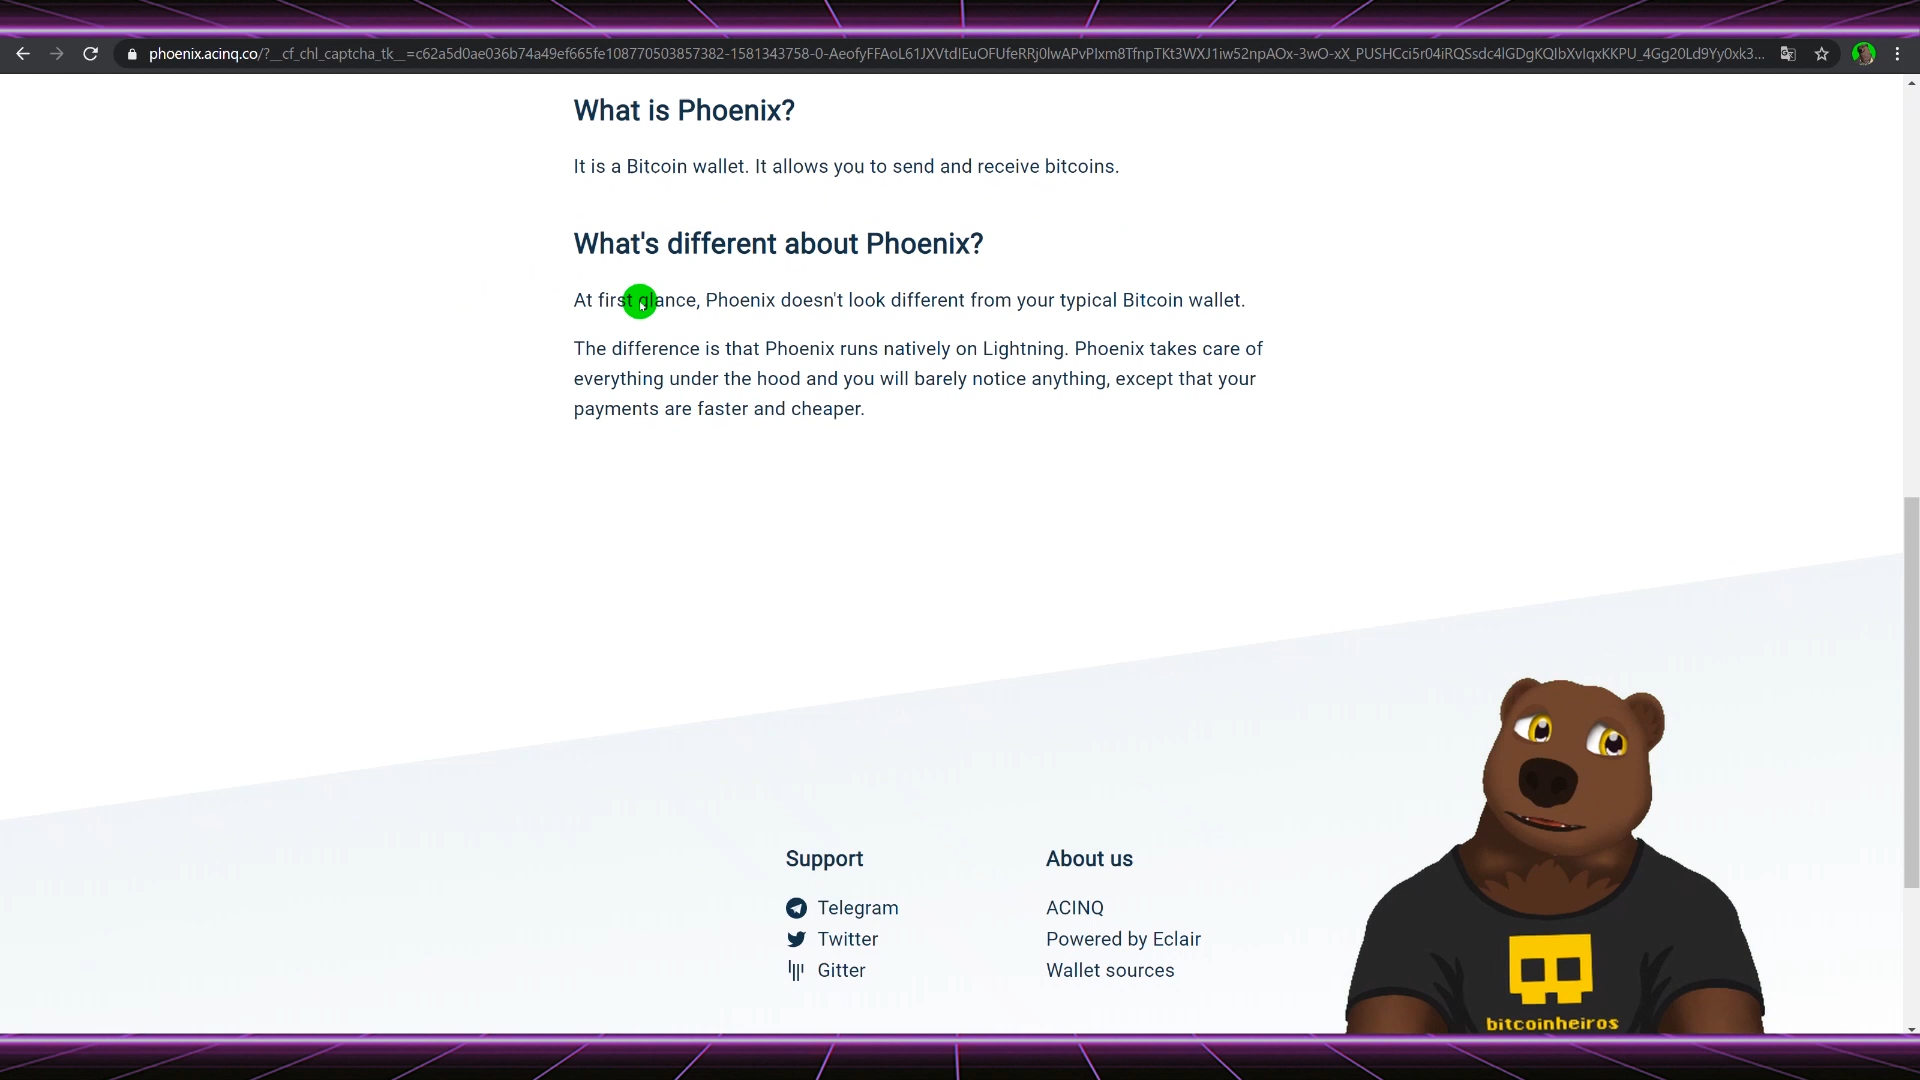 phoenix.acinq.co/?__cf_chl_captcha_tk__=c62a5d0ae036b74a49ef665fe108770503857382-1581343758-0-AeofyFFAoL61JXVtdIEuOFUfeRRj0lwAPvPIxm8TfnpTKt3WXJ1iw52npAOx-3wO-xX_PUSHCci5r04iRQSsdc4lGDgKQIbXvIqxKKPU_4Gg20Ld9Yy0xk3...
What is Phoenix?
It is a Bitcoin wallet. It allows you to send and receive bitcoins.
What's different about Phoenix?
At first glance, Phoenix doesn't look different from your typical Bitcoin wallet.
The difference is that Phoenix runs natively on Lightning. Phoenix takes care of
everything under the hood and you will barely notice anything, except that your
payments are faster and cheaper.
Support
Telegram
Twitter
Gitter
About us
ACINQ
Powered by Eclair
Wallet sources
bitcoinheiros